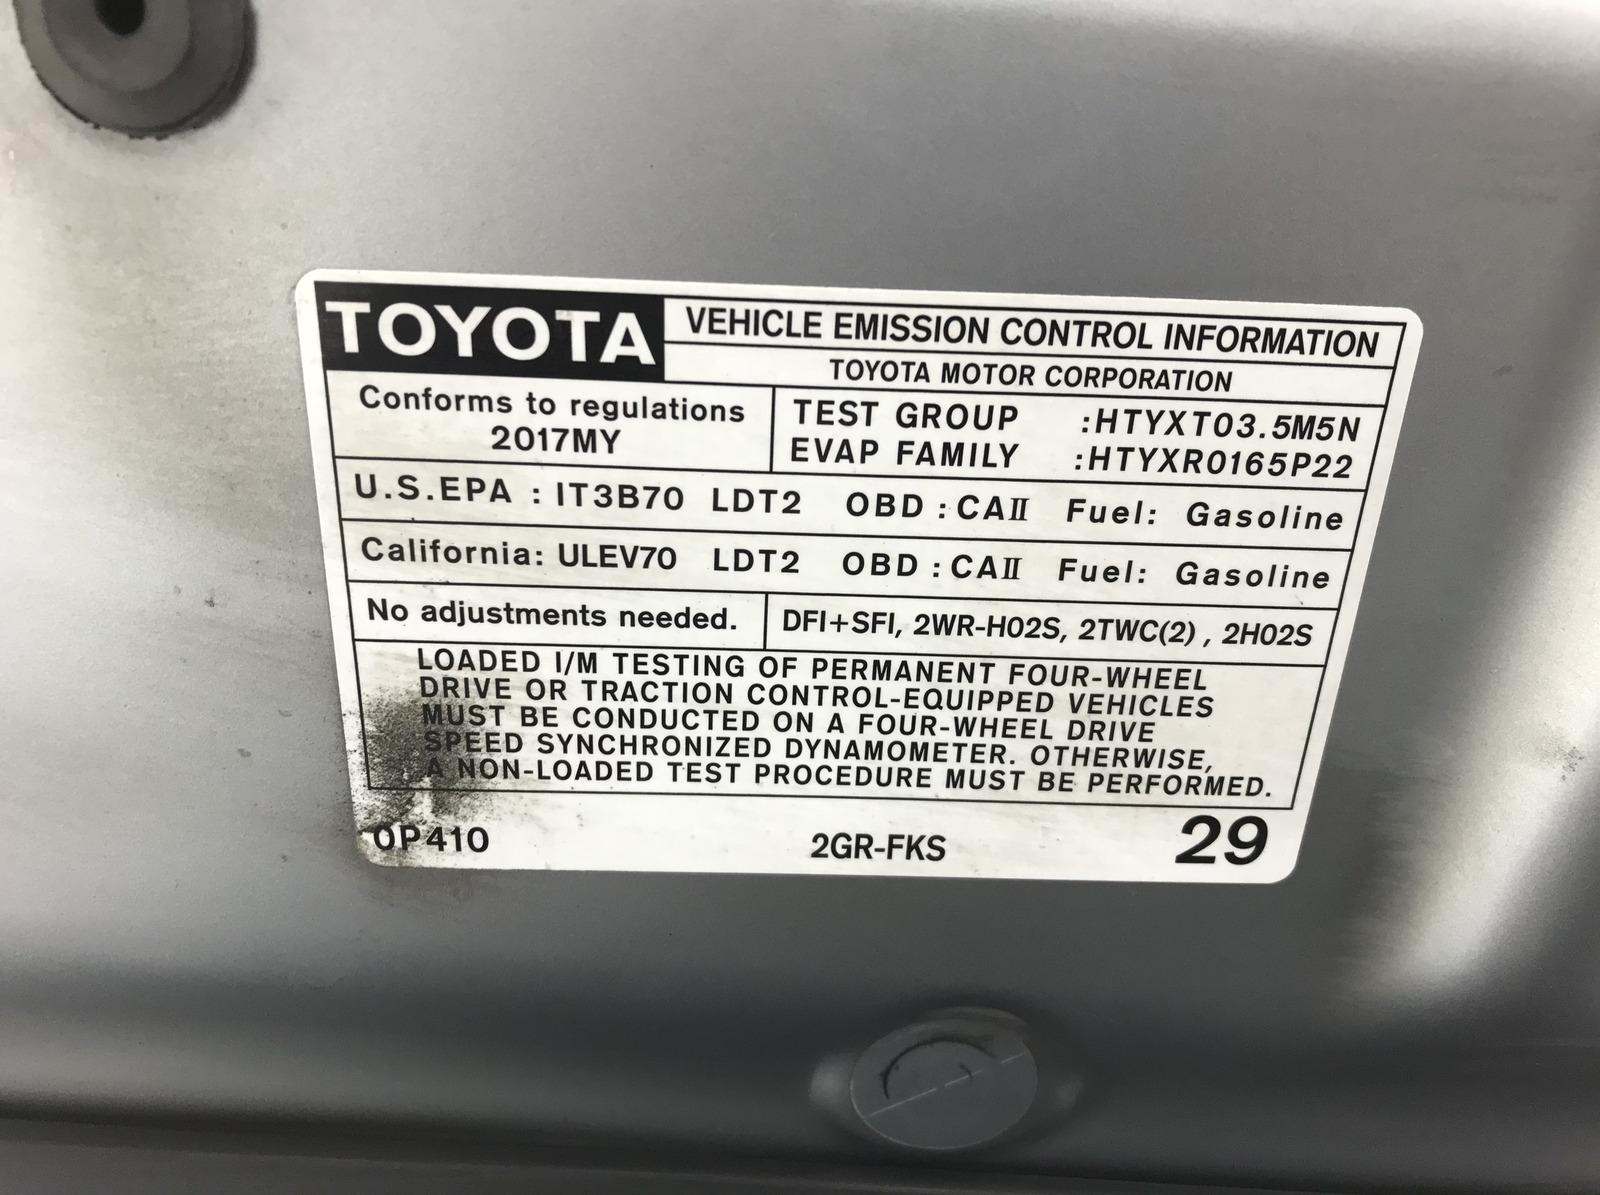 TOYOTA
VEHICLE EMISSION CONTROL INFORMATION
TOYOTA MOTOR CORPORATION
Conforms to regulations
2017MY
TEST GROUP :HTYXT03.5M5N
EVAP FAMILY :HTYXR0165P22
U.S.EPA : IT3B70 LDT2 OBD : CAⅡ Fuel: Gasoline
California: ULEV70 LDT2 OBD : CAⅡ Fuel: Gasoline
No adjustments needed.
DFI+SFI, 2WR-HO2S, 2TWC(2) , 2HO2S
LOADED I/M TESTING OF PERMANENT FOUR-WHEEL
DRIVE OR TRACTION CONTROL-EQUIPPED VEHICLES
MUST BE CONDUCTED ON A FOUR-WHEEL DRIVE
SPEED SYNCHRONIZED DYNAMOMETER. OTHERWISE,
A NON-LOADED TEST PROCEDURE MUST BE PERFORMED.
0P410 2GR-FKS 29